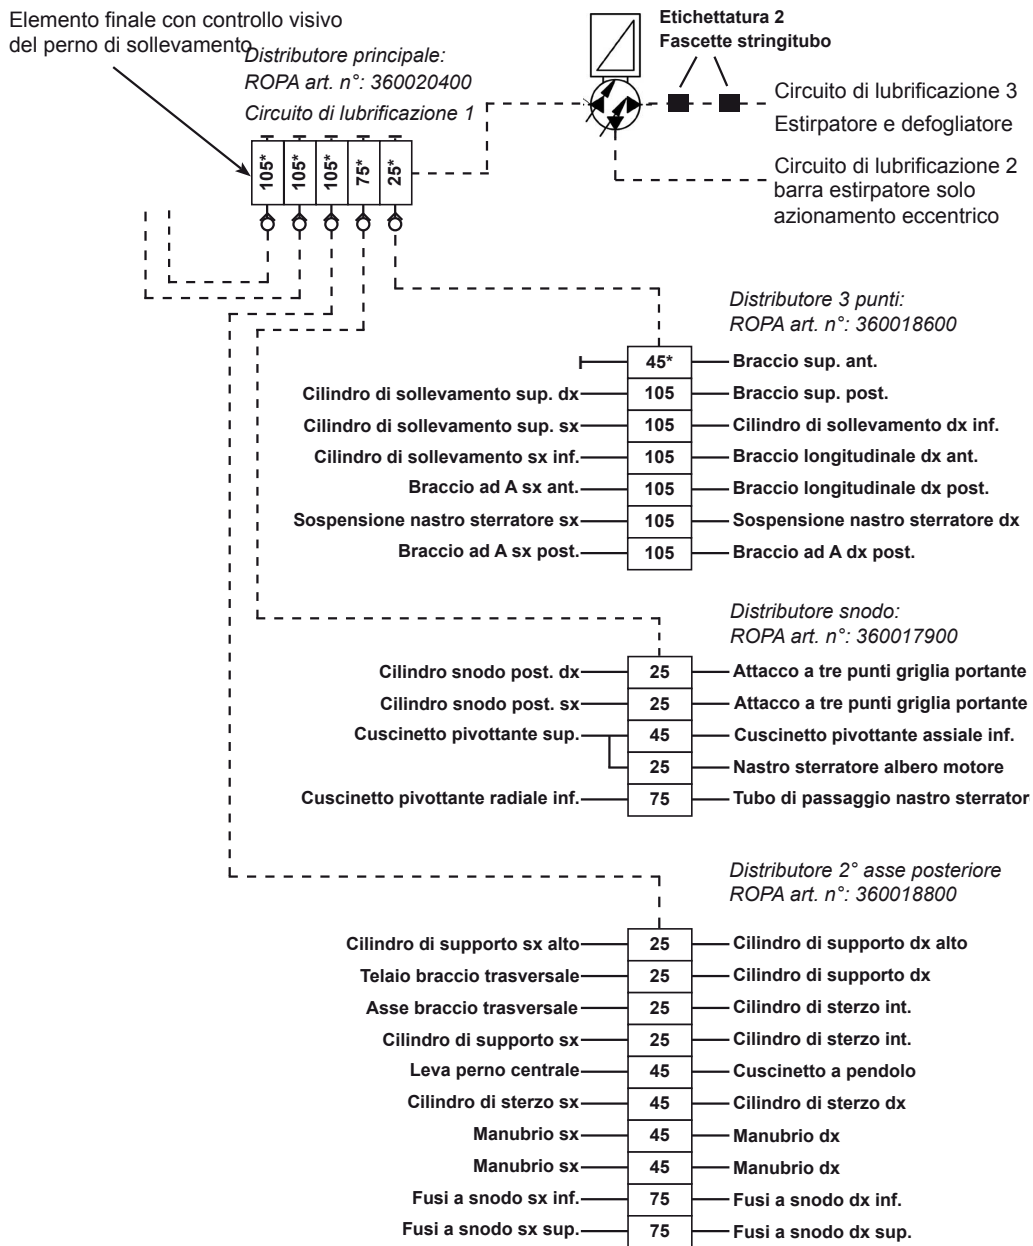 Elemento finale con controllo visivo
del perno di sollevamento
Distributore principale:
ROPA art. n°: 360020400
Circuito di lubrificazione 1
105*
105*
105*
75*
25*
Etichettatura 2
Fascette stringitubo
Circuito di lubrificazione 3
Estirpatore e defogliatore
Circuito di lubrificazione 2
barra estirpatore solo
azionamento eccentrico
Distributore 3 punti:
ROPA art. n°: 360018600
45* Braccio sup. ant.
Cilindro di sollevamento sup. dx 105 Braccio sup. post.
Cilindro di sollevamento sup. sx 105 Cilindro di sollevamento dx inf.
Cilindro di sollevamento sx inf. 105 Braccio longitudinale dx ant.
Braccio ad A sx ant. 105 Braccio longitudinale dx post.
Sospensione nastro sterratore sx 105 Sospensione nastro sterratore dx
Braccio ad A sx post. 105 Braccio ad A dx post.
Distributore snodo:
ROPA art. n°: 360017900
Cilindro snodo post. dx 25 Attacco a tre punti griglia portante
Cilindro snodo post. sx 25 Attacco a tre punti griglia portante
Cuscinetto pivottante sup. 45 Cuscinetto pivottante assiale inf.
25 Nastro sterratore albero motore
Cuscinetto pivottante radiale inf. 75 Tubo di passaggio nastro sterrator
Distributore 2° asse posteriore
ROPA art. n°: 360018800
Cilindro di supporto sx alto 25 Cilindro di supporto dx alto
Telaio braccio trasversale 25 Cilindro di supporto dx
Asse braccio trasversale 25 Cilindro di sterzo int.
Cilindro di supporto sx 25 Cilindro di sterzo int.
Leva perno centrale 45 Cuscinetto a pendolo
Cilindro di sterzo sx 45 Cilindro di sterzo dx
Manubrio sx 45 Manubrio dx
Manubrio sx 45 Manubrio dx
Fusi a snodo sx inf. 75 Fusi a snodo dx inf.
Fusi a snodo sx sup. 75 Fusi a snodo dx sup.